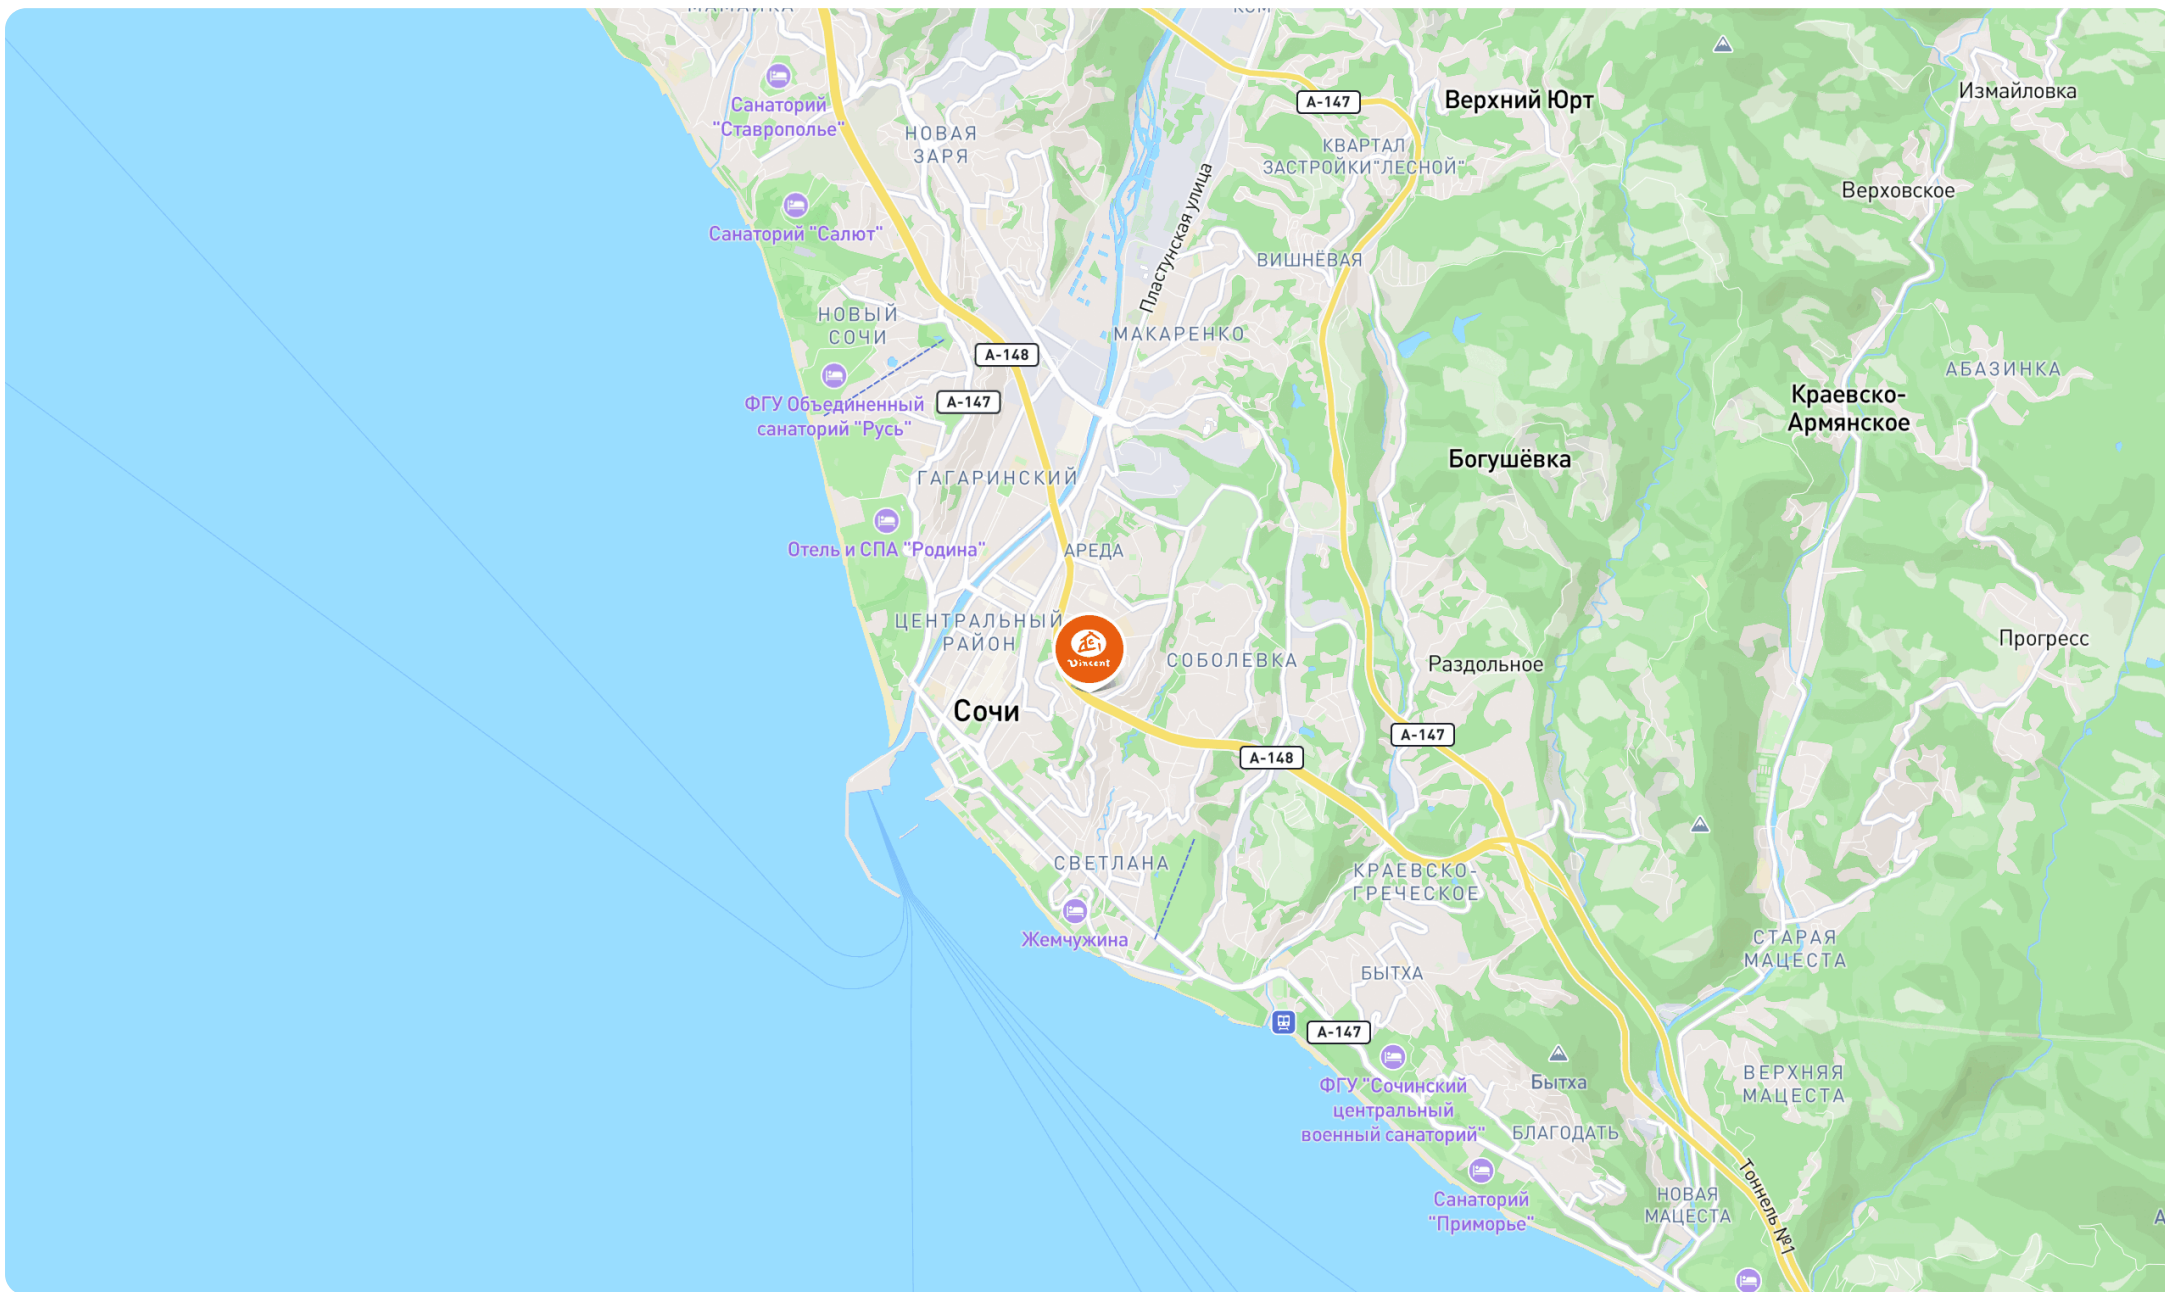 МАМАЙКА
КСМ
Санаторий
"Ставрополье"
НОВАЯ
ЗАРЯ
А-147
Верхний Юрт
Измайловка
КВАРТАЛ
ЗАСТРОЙКИ"ЛЕСНОЙ"
Верховское
Санаторий "Салют"
Пластунская улица
ВИШНЁВАЯ
НОВЫЙ
СОЧИ
МАКАРЕНКО
А-148
АБАЗИНКА
ФГУ Объединенный
санаторий "Русь"
А-147
Краевско-
Армянское
Богушёвка
ГАГАРИНСКИЙ
Отель и СПА "Родина"
АРЕДА
ЦЕНТРАЛЬНЫЙ
РАЙОН
Vincent
СОБОЛЕВКА
Раздольное
Прогресс
Сочи
А-147
А-148
СВЕТЛАНА
КРАЕВСКО-
ГРЕЧЕСКОЕ
Жемчужина
СТАРАЯ
МАЦЕСТА
БЫТХА
А-147
ФГУ "Сочинский
центральный
военный санаторий"
Бытха
ВЕРХНЯЯ
МАЦЕСТА
БЛАГОДАТЬ
Санаторий
"Приморье"
НОВАЯ
МАЦЕСТА
Тоннель №1